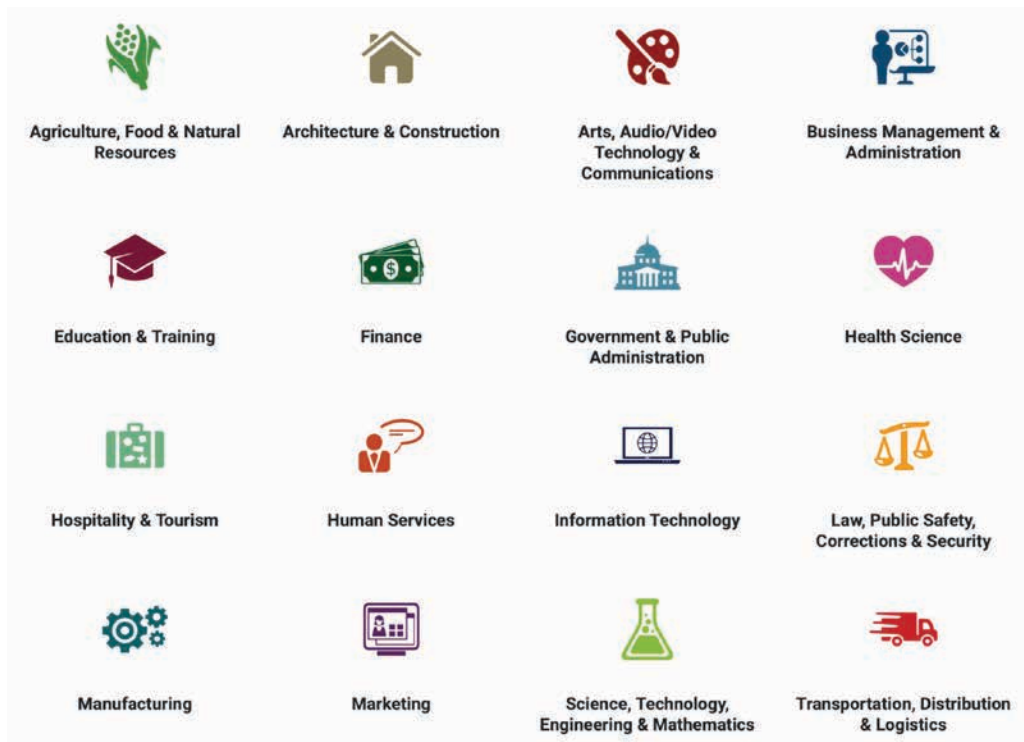 Agriculture, Food & Natural
Resources
Architecture & Construction
Arts, Audio/Video
Technology &
Communications
Business Management &
Administration
Education & Training
$
Finance
Government & Public
Administration
Health Science
Hospitality & Tourism
Human Services
Information Technology
Law, Public Safety,
Corrections & Security
Manufacturing
Marketing
Science, Technology,
Engineering & Mathematics
Transportation, Distribution
& Logistics